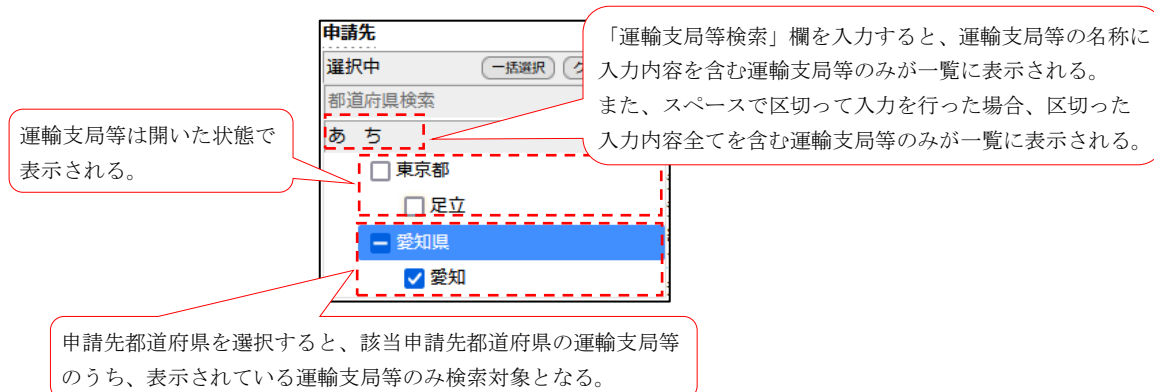 申請先
選択中
一括選択
ク
都道府県検索
あ ち
東京都
足立
愛知県
愛知
「運輸支局等検索」欄を入力すると、運輸支局等の名称に
入力内容を含む運輸支局等のみが一覧に表示される。
また、スペースで区切って入力を行った場合、区切った
入力内容全てを含む運輸支局等のみが一覧に表示される。
運輸支局等は開いた状態で
表示される。
申請先都道府県を選択すると、該当申請先都道府県の運輸支局等
のうち、表示されている運輸支局等のみ検索対象となる。